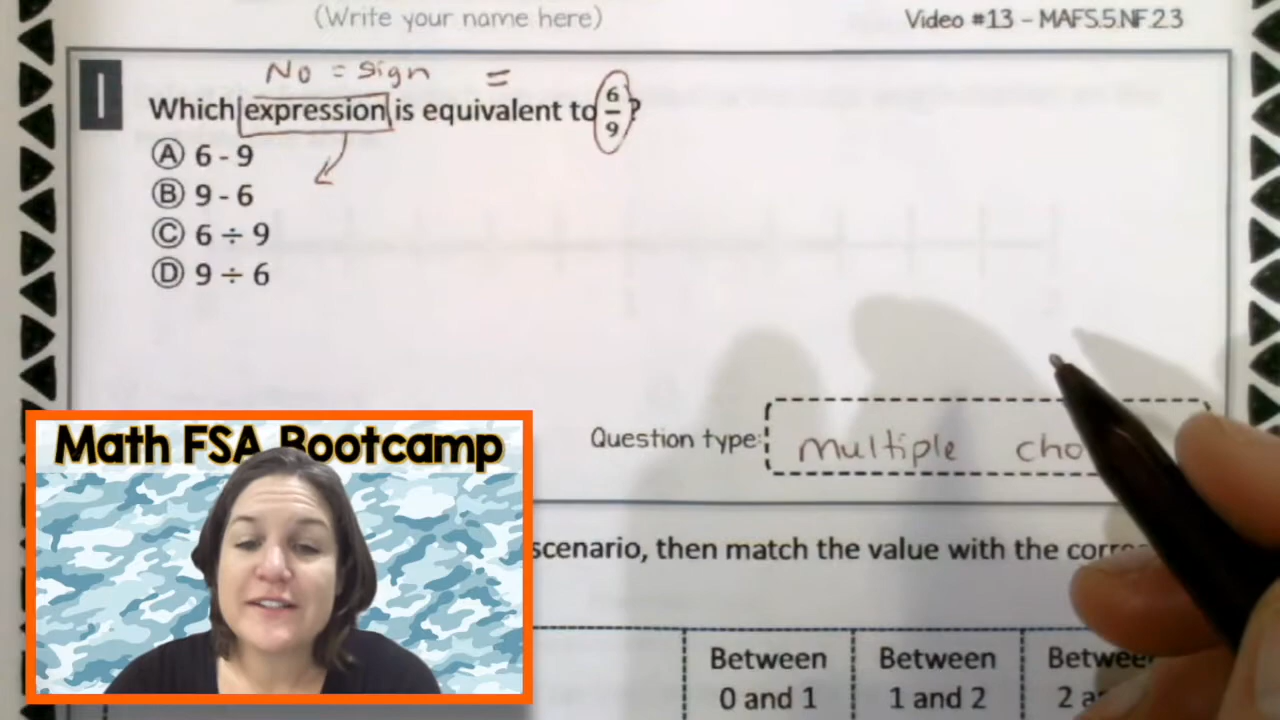 (Write your name here)
Video #13 - MAFS.5.NF.2.3
No = sign =
1
Which expression is equivalent to 6/9?
Ⓐ 6 - 9
Ⓑ 9 - 6
Ⓒ 6 ÷ 9
Ⓓ 9 ÷ 6
Math FSA Bootcamp
Question type: multiple
scenario, then match the value with the
Between
0 and 1
Between
1 and 2
2